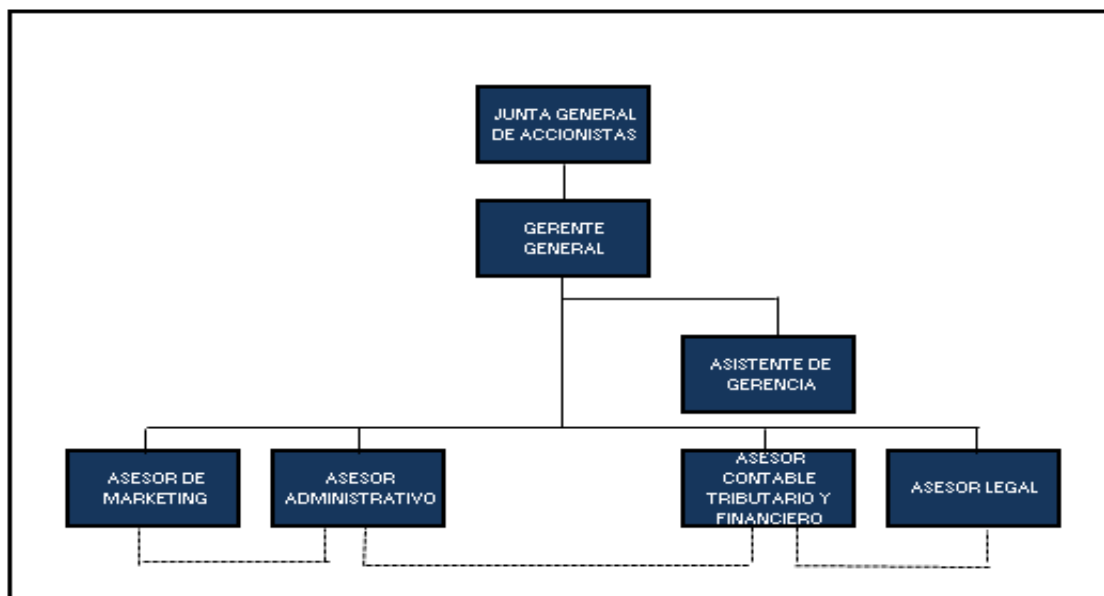 JUNTA GENERAL
DE ACCIONISTAS
GERENTE
GENERAL
ASISTENTE DE
GERENCIA
ASESOR DE
MARKETING
ASESOR
ADMINISTRATIVO
ASESOR
CONTABLE
TRIBUTARIO Y
FINANCIERO
ASESOR LEGAL